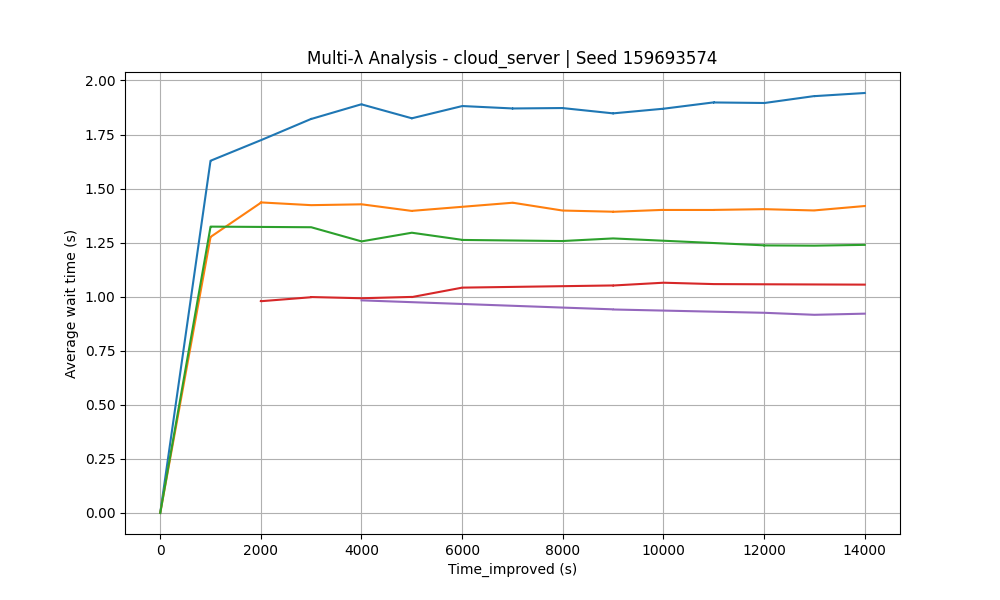 Multi-λ Analysis - cloud_server | Seed 159693574
2.00
1.75
1.50
1.25
1.00
0.75
0.50
0.25
0.00
Average wait time (s)
0 2000 4000 6000 8000 10000 12000 14000
Time_improved (s)